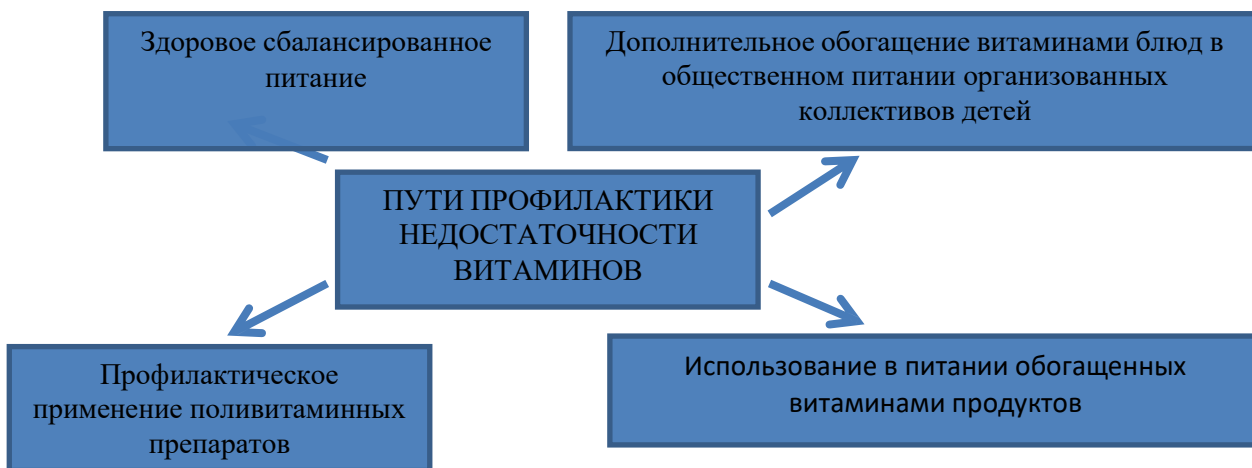 Здоровое сбалансированное
питание
Дополнительное обогащение витаминами блюд в
общественном питании организованных
коллективов детей
ПУТИ ПРОФИЛАКТИКИ
НЕДОСТАТОЧНОСТИ
ВИТАМИНОВ
Профилактическое
применение поливитаминных
препаратов
Использование в питании обогащенных
витаминами продуктов